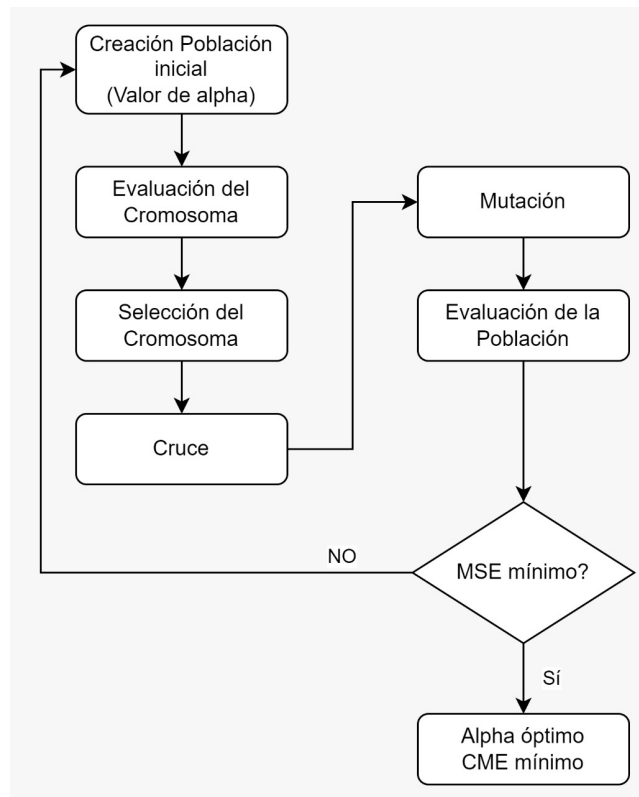 Creación Población
inicial
(Valor de alpha)
Evaluación del
Cromosoma
Selección del
Cromosoma
Cruce
Mutación
Evaluación de la
Población
MSE mínimo?
NO
Sí
Alpha óptimo
CME mínimo